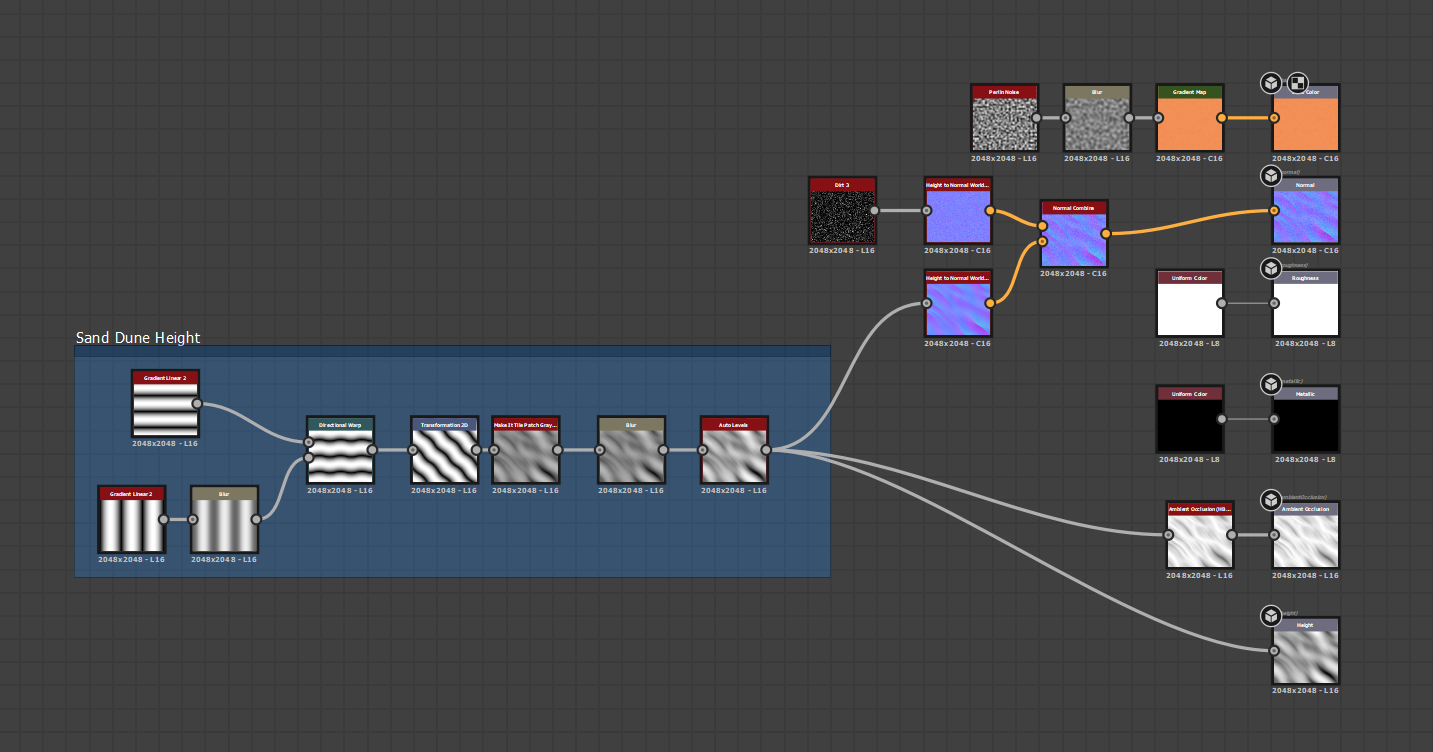 Perlin Noise
Blur
Gradient Map
Color
2048x2048 - L16
2048x2048 - L16
2048x2048 - C16
2048x2048 - C16
Dirt 3
Height to Normal World...
Normal
2048x2048 - L16
2048x2048 - C16
2048x2048 - C16
Normal Combine
2048x2048 - C16
Height to Normal World...
Uniform Color
Roughness
2048x2048 - C16
2048x2048 - L8
2048x2048 - L8
Sand Dune Height
Gradient Linear 2
2048x2048 - L16
Uniform Color
Metallic
2048x2048 - L8
2048x2048 - L8
Directional Warp
Transformation 2D
Make It Tile Patch Gray...
Blur
Auto Levels
2048x2048 - L16
2048x2048 - L16
2048x2048 - L16
2048x2048 - L16
2048x2048 - L16
Gradient Linear 2
Blur
2048x2048 - L16
2048x2048 - L16
Ambient Occlusion (HB...
Ambient Occlusion
2048x2048 - L16
2048x2048 - L16
Height
2048x2048 - L16